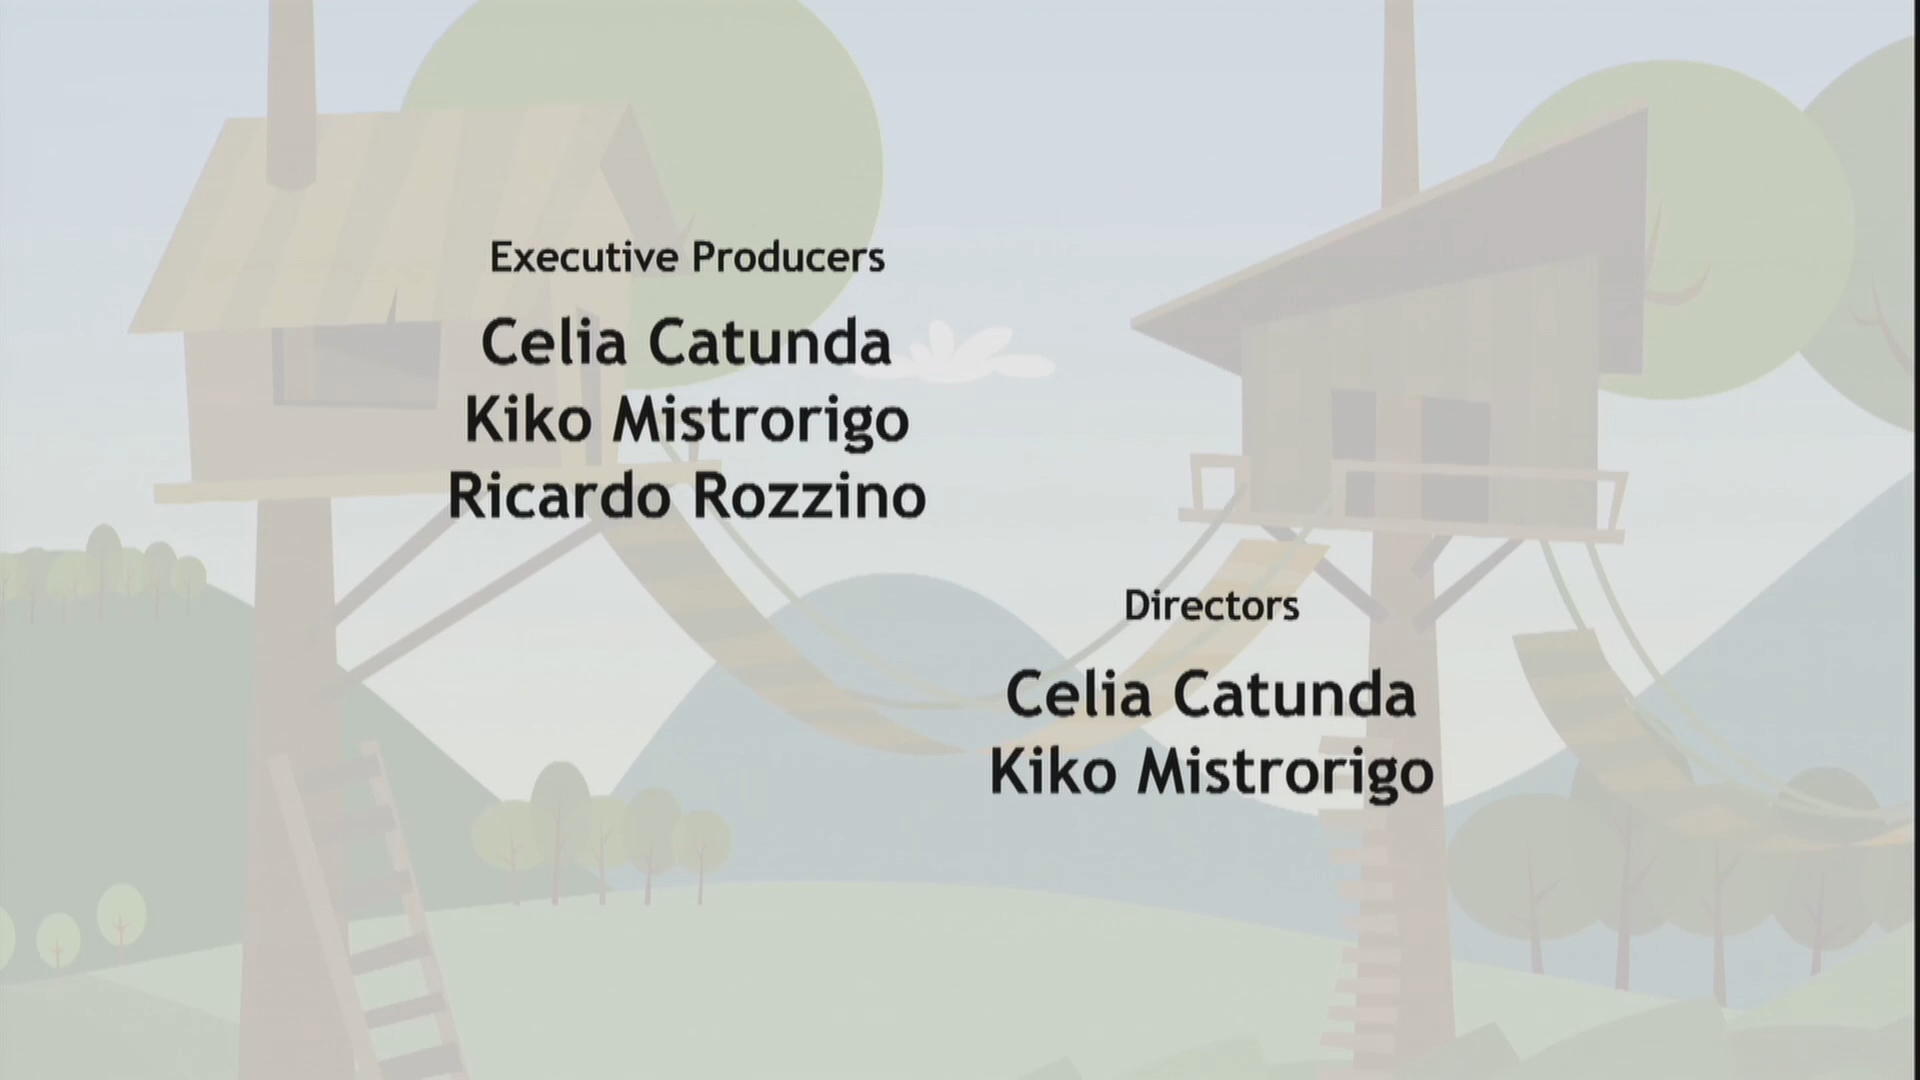 Executive Producers
Celia Catunda
Kiko Mistrorigo
Ricardo Rozzino
Directors
Celia Catunda
Kiko Mistrorigo